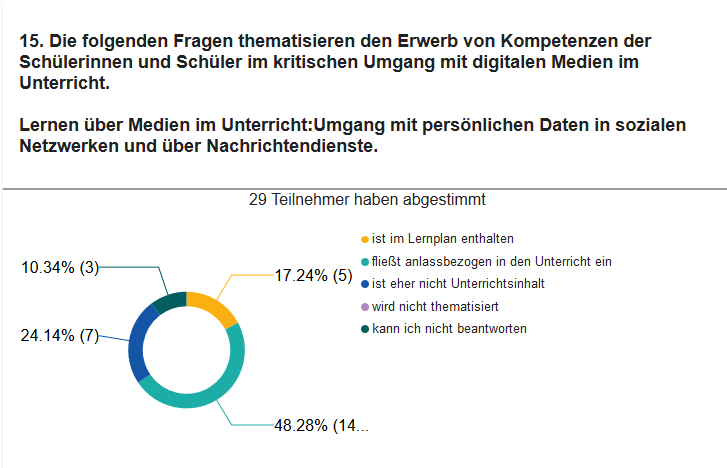 15. Die folgenden Fragen thematisieren den Erwerb von Kompetenzen der
Schülerinnen und Schüler im kritischen Umgang mit digitalen Medien im
Unterricht.
Lernen über Medien im Unterricht:Umgang mit persönlichen Daten in sozialen
Netzwerken und über Nachrichtendienste.
29 Teilnehmer haben abgestimmt
ist im Lernplan enthalten
fließt anlassbezogen in den Unterricht ein
ist eher nicht Unterrichtsinhalt
wird nicht thematisiert
kann ich nicht beantworten
10.34% (3)
17.24% (5)
24.14% (7)
48.28% (14...